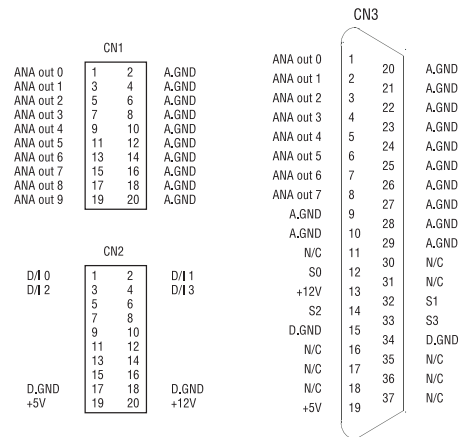 CN1
ANA out 0 1 2 A.GND
ANA out 1 3 4 A.GND
ANA out 2 5 6 A.GND
ANA out 3 7 8 A.GND
ANA out 4 9 10 A.GND
ANA out 5 11 12 A.GND
ANA out 6 13 14 A.GND
ANA out 7 15 16 A.GND
ANA out 8 17 18 A.GND
ANA out 9 19 20 A.GND
CN2
D/I 0 1 2 D/I 1
D/I 2 3 4 D/I 3
5 6
7 8
9 10
11 12
13 14
15 16
D.GND 17 18 D.GND
+5V 19 20 +12V
CN3
ANA out 0 1
20 A.GND
ANA out 1 2
21 A.GND
ANA out 2 3
22 A.GND
ANA out 3 4
23 A.GND
ANA out 4 5
24 A.GND
ANA out 5 6
25 A.GND
ANA out 6 7
26 A.GND
ANA out 7 8
27 A.GND
A.GND 9
28 A.GND
A.GND 10
29 A.GND
N/C 11
30 N/C
S0 12
31 N/C
+12V 13
32 S1
S2 14
33 S3
D.GND 15
34 D.GND
N/C 16
35 N/C
N/C 17
36 N/C
N/C 18
37 N/C
+5V 19